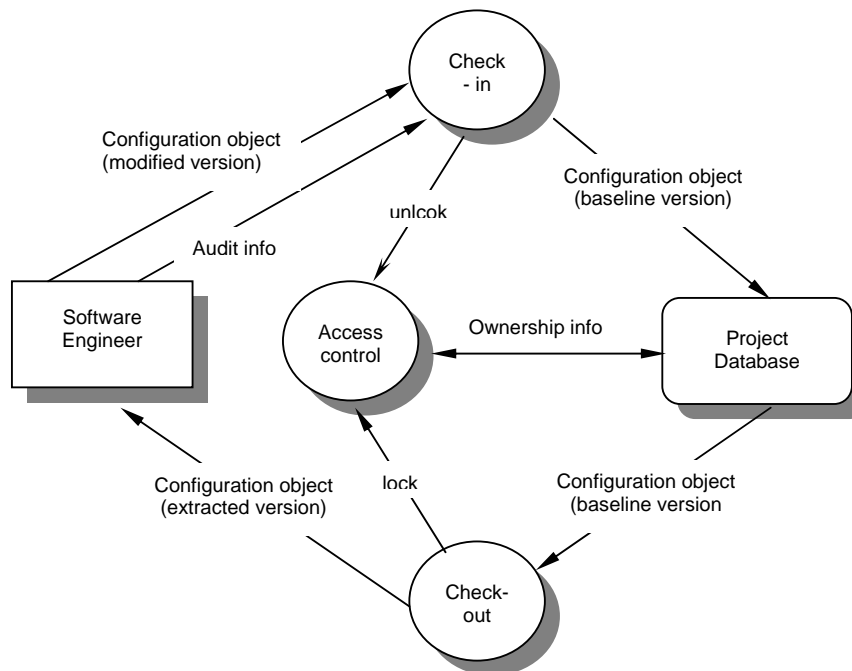 Check
- in
Configuration object
(modified version)
Configuration object
(baseline version)
unlcok
Audit info
Software
Engineer
Access
control
Ownership info
Project
Database
lock
Configuration object
(extracted version)
Configuration object
(baseline version
Check-
out